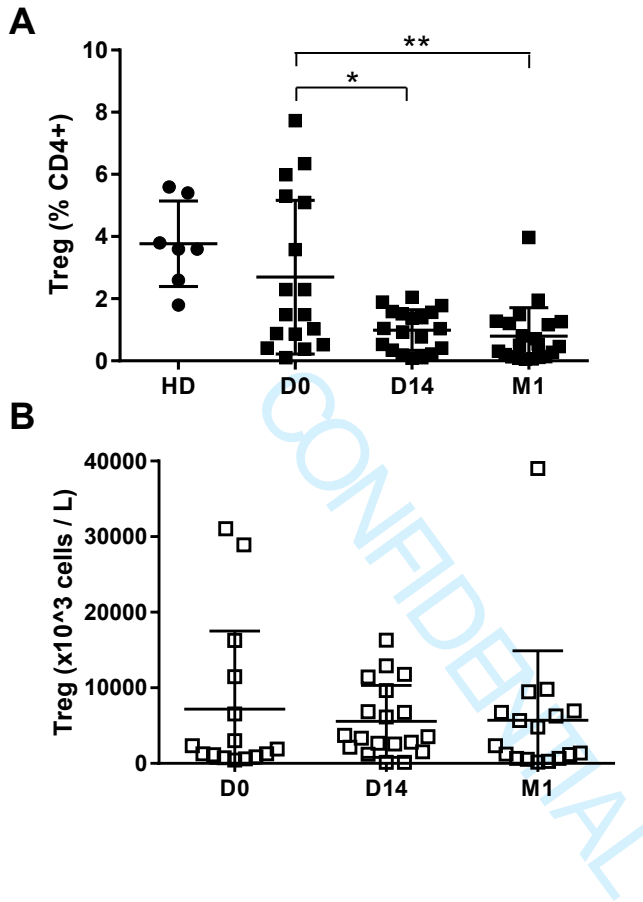 A
Treg (% CD4+)
10
8
6
4
2
0
**
*
HD D0 D14 M1
B
Treg (x10^3 cells / L)
40000
30000
20000
10000
0
D0 D14 M1
CONFIDENTIAL